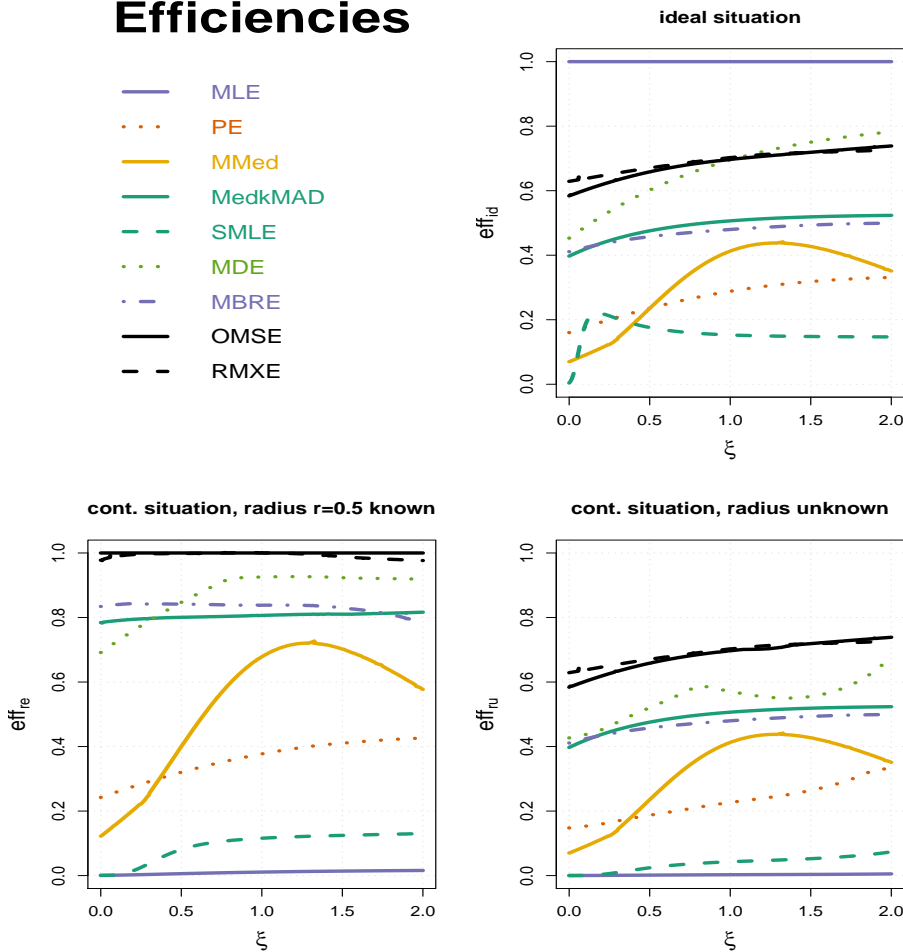 Efficiencies
MLE
PE
MMed
MedkMAD
SMLE
MDE
MBRE
OMSE
RMXE
ideal situation
eff_id
1.0
0.8
0.6
0.4
0.2
0.0
0.0 0.5 1.0 1.5 2.0
ξ
cont. situation, radius r=0.5 known
eff_re
1.0
0.8
0.6
0.4
0.2
0.0
0.0 0.5 1.0 1.5 2.0
ξ
cont. situation, radius unknown
eff_ru
1.0
0.8
0.6
0.4
0.2
0.0
0.0 0.5 1.0 1.5 2.0
ξ